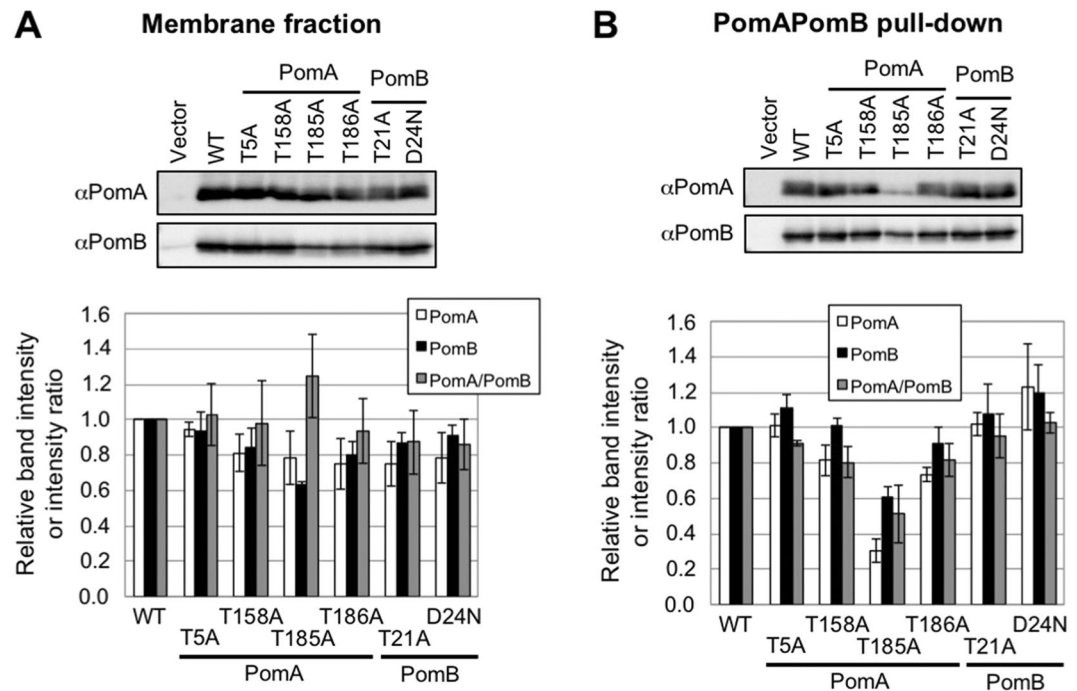 A Membrane fraction
PomA PomB
Vector WT T5A T158A T185A T186A T21A D24N
αPomA
αPomB
Relative band intensity
or intensity ratio
1.6
1.4
1.2
1.0
0.8
0.6
0.4
0.2
0.0
PomA
PomB
PomA/PomB
WT T158A T186A D24N
T5A T185A T21A
PomA PomB
B PomAPomB pull-down
PomA PomB
Vector WT T5A T158A T185A T186A T21A D24N
αPomA
αPomB
Relative band intensity
or intensity ratio
1.6
1.4
1.2
1.0
0.8
0.6
0.4
0.2
0.0
PomA
PomB
PomA/PomB
WT T158A T186A D24N
T5A T185A T21A
PomA PomB